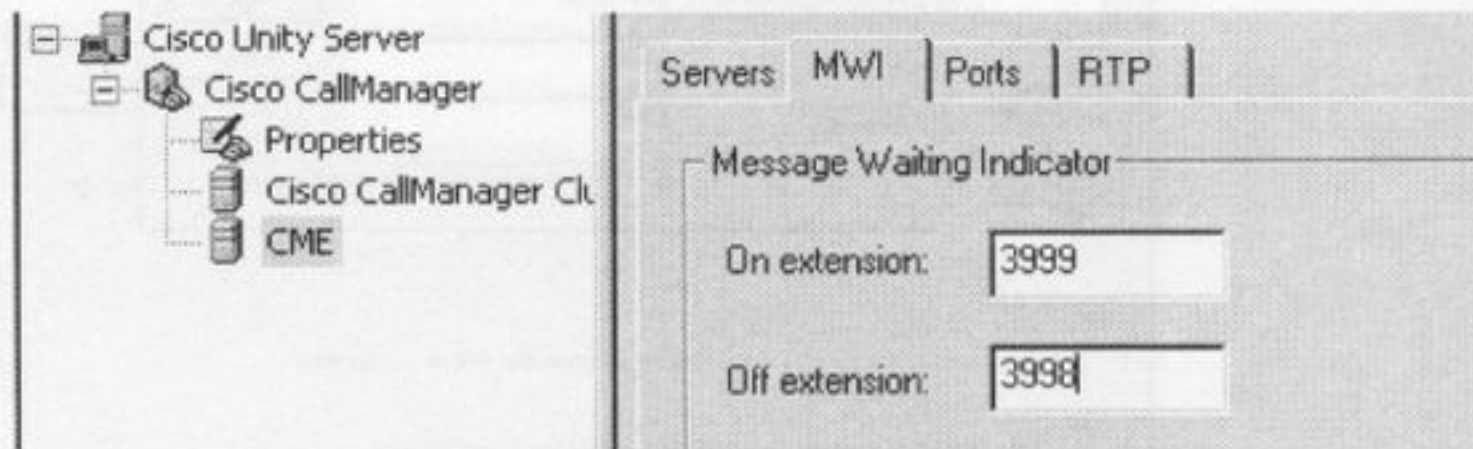 Cisco Unity Server
Cisco CallManager
Properties
Cisco CallManager Clu
CME
Servers MWI Ports RTP
Message Waiting Indicator
On extension: 3999
Off extension: 3998